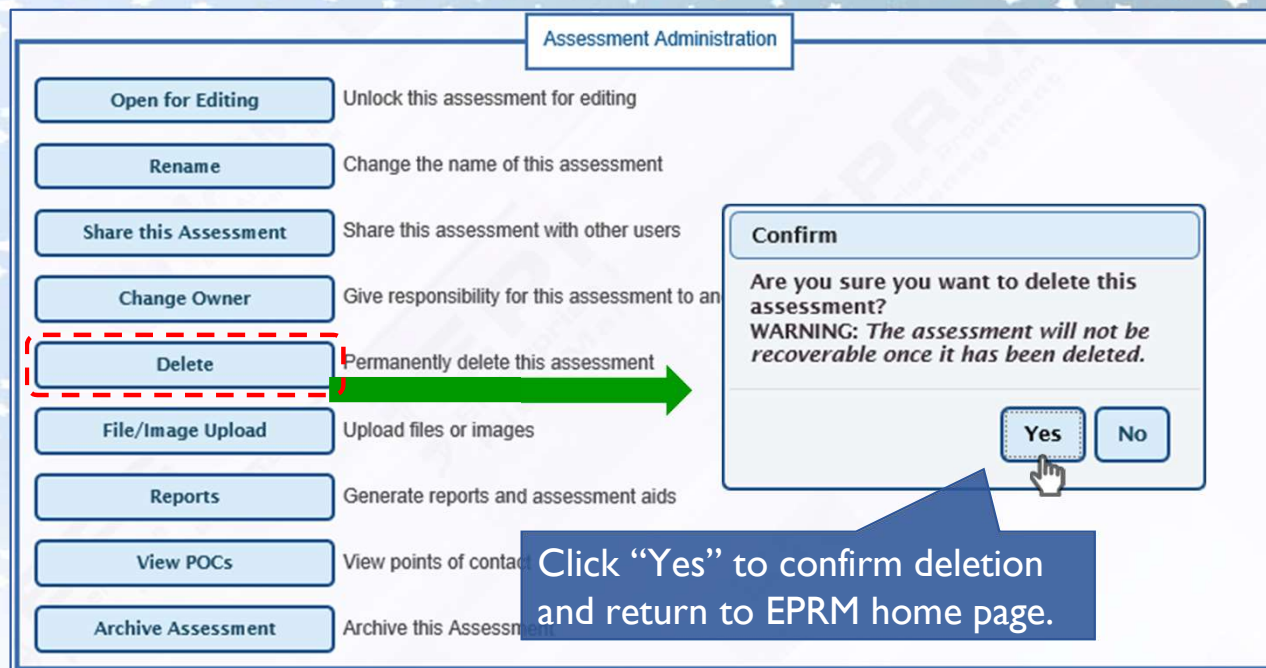 Assessment Administration
Open for Editing
Unlock this assessment for editing
Rename
Change the name of this assessment
Share this Assessment
Share this assessment with other users
Change Owner
Give responsibility for this assessment to
Delete
Permanently delete this assessment
File/Image Upload
Upload files or images
Reports
Generate reports and assessment aids
View POCs
View points of contact
Archive Assessment
Archive this
Confirm
Are you sure you want to delete this
assessment?
WARNING: The assessment will not be
recoverable once it has been deleted.
Yes
No
Click “Yes” to confirm deletion
and return to EPRM home page.